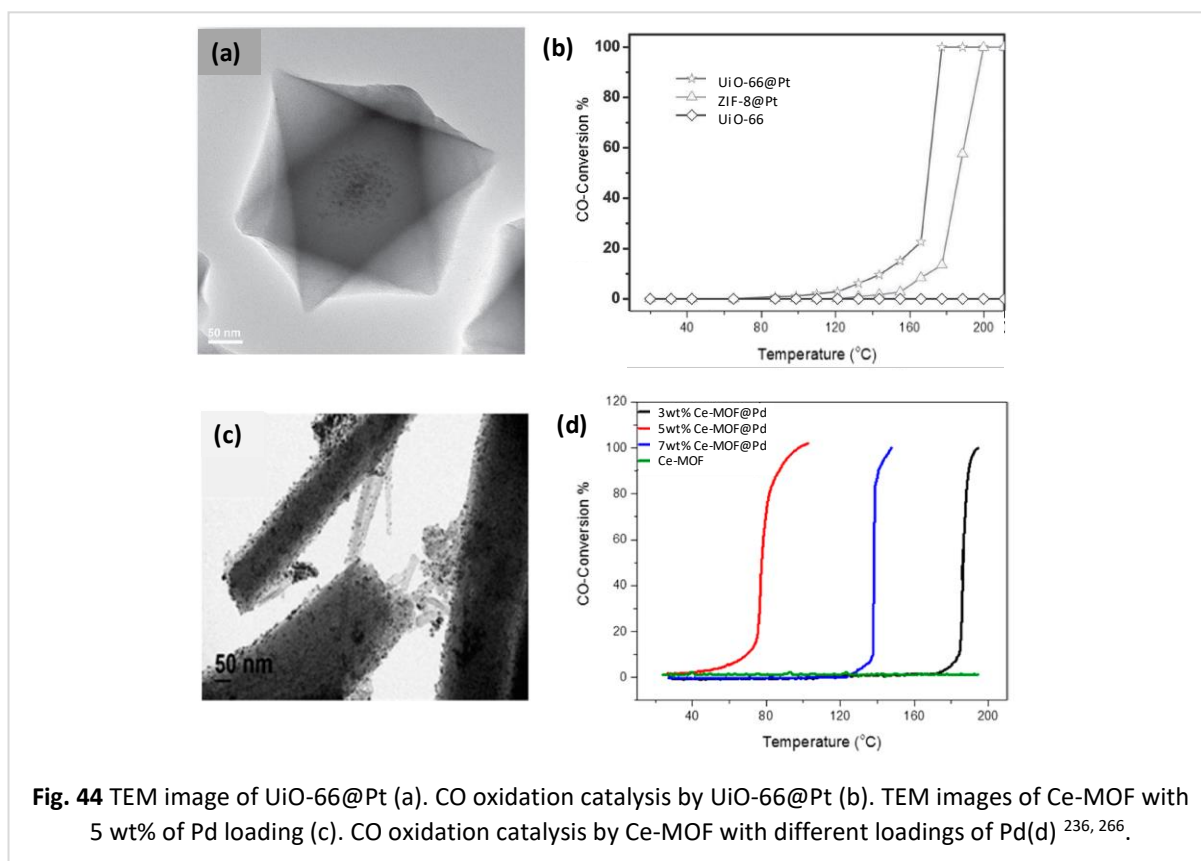 (a)
50 nm
(b)
100
80
60
40
20
0
CO-Conversion %
UiO-66@Pt
ZIF-8@Pt
UiO-66
40
80
120
160
200
Temperature (°C)
(c)
50 nm
(d)
120
100
80
60
40
20
0
CO-Conversion %
3wt% Ce-MOF@Pd
5wt% Ce-MOF@Pd
7wt% Ce-MOF@Pd
Ce-MOF
40
80
120
160
200
Temperature (°C)
Fig. 44 TEM image of UiO-66@Pt (a). CO oxidation catalysis by UiO-66@Pt (b). TEM images of Ce-MOF with
5 wt% of Pd loading (c). CO oxidation catalysis by Ce-MOF with different loadings of Pd(d) 236, 266.